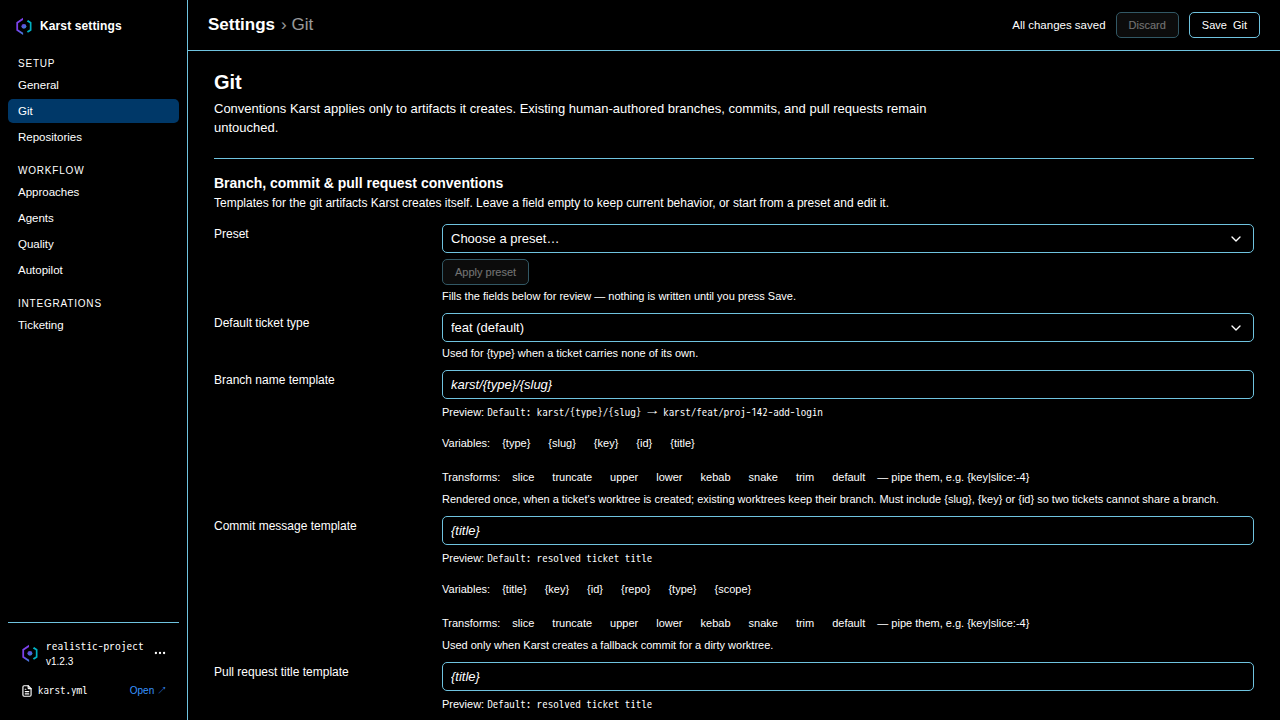 Karst settings
SETUP
General
Git
Repositories
WORKFLOW
Approaches
Agents
Quality
Autopilot
INTEGRATIONS
Ticketing
realistic-project
v1.2.3
karst.yml
Open ↗
Settings › Git
All changes saved
Discard
Save Git
Git
Conventions Karst applies only to artifacts it creates. Existing human-authored branches, commits, and pull requests remain
untouched.
Branch, commit & pull request conventions
Templates for the git artifacts Karst creates itself. Leave a field empty to keep current behavior, or start from a preset and edit it.
Preset
Choose a preset…
Apply preset
Fills the fields below for review — nothing is written until you press Save.
Default ticket type
feat (default)
Used for {type} when a ticket carries none of its own.
Branch name template
karst/{type}/{slug}
Preview: Default: karst/{type}/{slug} → karst/feat/proj-142-add-login
Variables: {type} {slug} {key} {id} {title}
Transforms: slice truncate upper lower kebab snake trim default — pipe them, e.g. {key|slice:-4}
Rendered once, when a ticket's worktree is created; existing worktrees keep their branch. Must include {slug}, {key} or {id} so two tickets cannot share a branch.
Commit message template
{title}
Preview: Default: resolved ticket title
Variables: {title} {key} {id} {repo} {type} {scope}
Transforms: slice truncate upper lower kebab snake trim default — pipe them, e.g. {key|slice:-4}
Used only when Karst creates a fallback commit for a dirty worktree.
Pull request title template
{title}
Preview: Default: resolved ticket title